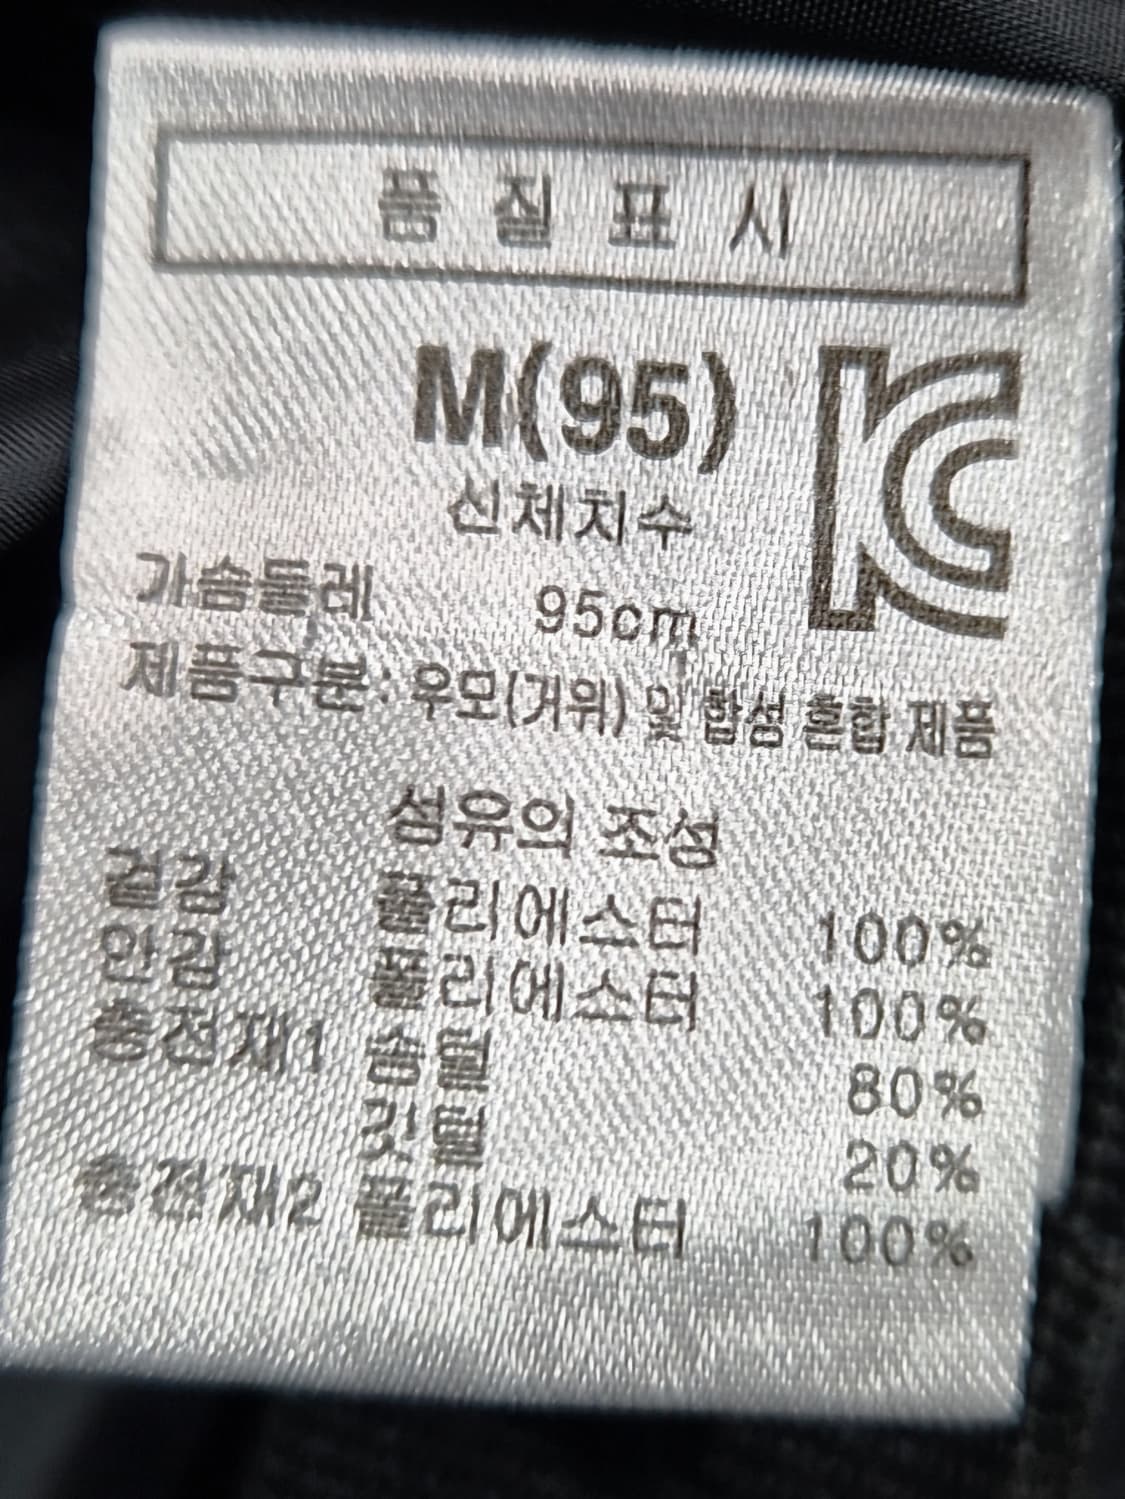 품 질 표 시
M(95)
신체치수
가슴둘레 95cm
제품구분: 우모(거위) 및 합성 혼합 제품
섬유의 조성
겉감 폴리에스터 100%
안감 폴리에스터 100%
충전재1 솜털 80%
깃털 20%
충전재2 폴리에스터 100%